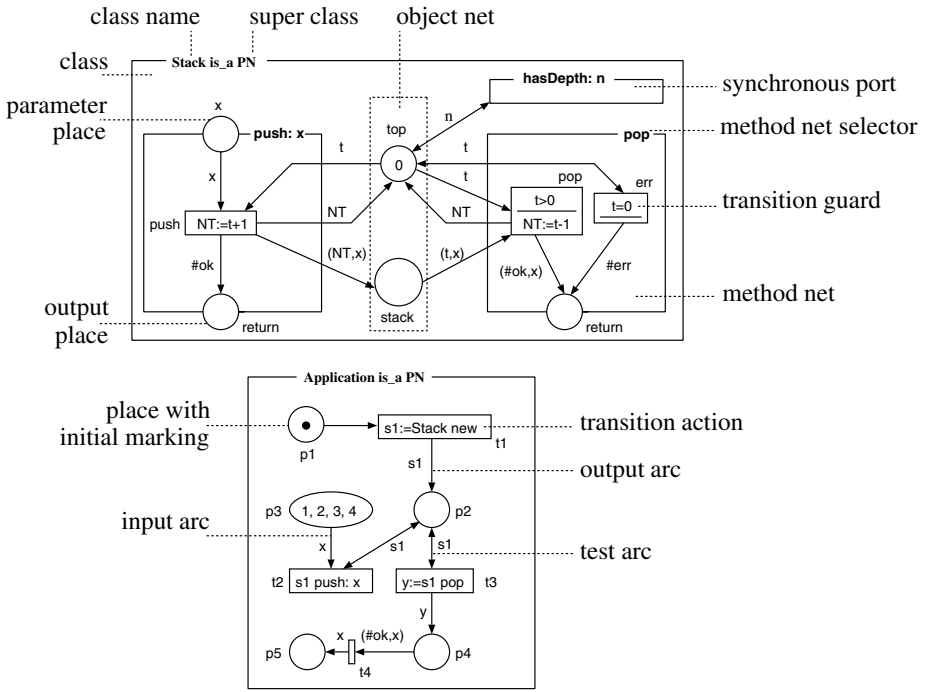 class name
super class
object net
class
Stack is_a PN
hasDepth: n
synchronous port
parameter
place
x
push: x
top
n
pop
method net selector
0
t
t
t
x
pop
err
push
NT:=t+1
NT
NT
t>0
NT:=t-1
t=0
transition guard
#ok
(NT,x)
(t,x)
(#ok,x)
#err
output
place
return
stack
return
method net
Application is_a PN
place with
initial marking
p1
s1:=Stack new
t1
transition action
s1
output arc
p3
1, 2, 3, 4
p2
input arc
x
s1
s1
test arc
t2
s1 push: x
y:=s1 pop
t3
y
p5
x
(#ok,x)
p4
t4